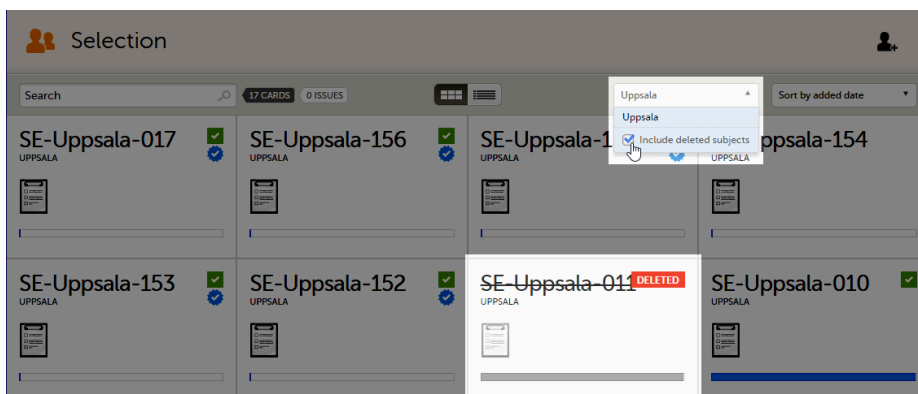 Selection
Search
17 CARDS
0 ISSUES
Uppsala
Sort by added date
Uppsala
Include deleted subjects
SE-Uppsala-017
UPPSALA
SE-Uppsala-156
UPPSALA
SE-Uppsala-1
UPPSALA
ppsala-154
UPPSALA
SE-Uppsala-153
UPPSALA
SE-Uppsala-152
UPPSALA
SE-Uppsala-011
DELETED
UPPSALA
SE-Uppsala-010
UPPSALA